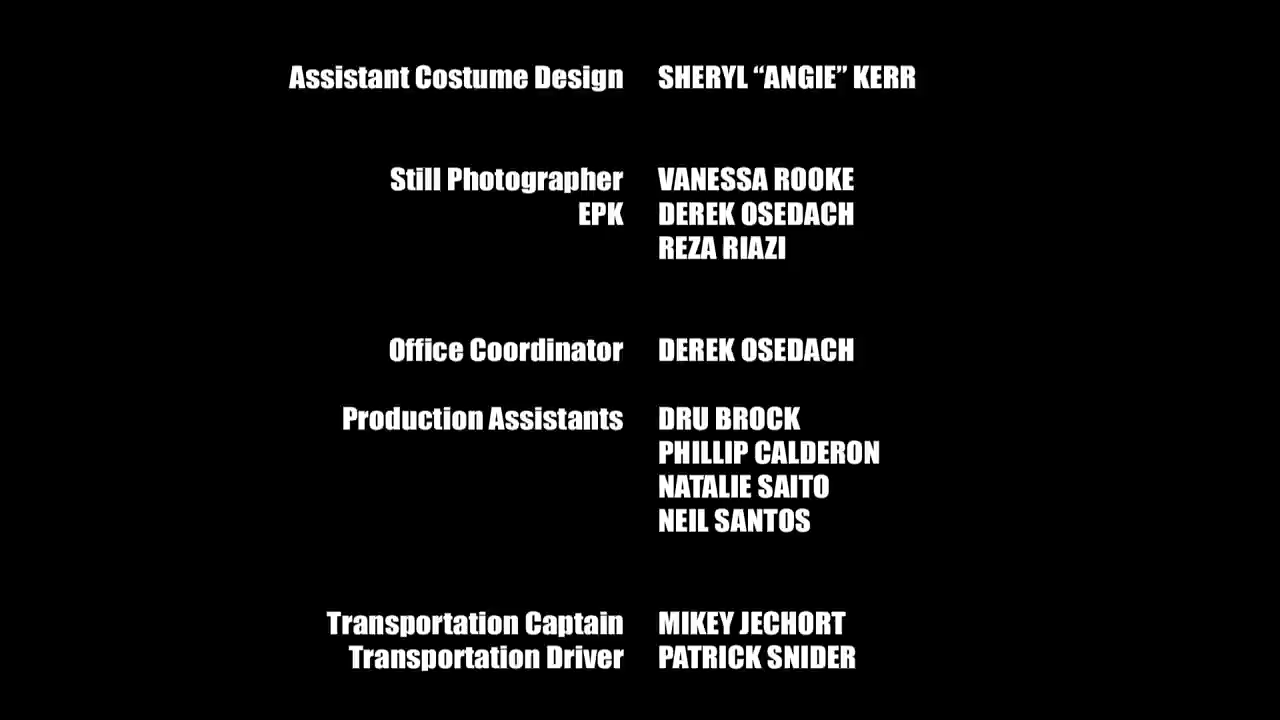 Assistant Costume Design SHERYL “ANGIE” KERR
Still Photographer VANESSA ROOKE
EPK DEREK OSEDACH
REZA RIAZI
Office Coordinator DEREK OSEDACH
Production Assistants DRU BROCK
PHILLIP CALDERON
NATALIE SAITO
NEIL SANTOS
Transportation Captain MIKEY JECHORT
Transportation Driver PATRICK SNIDER